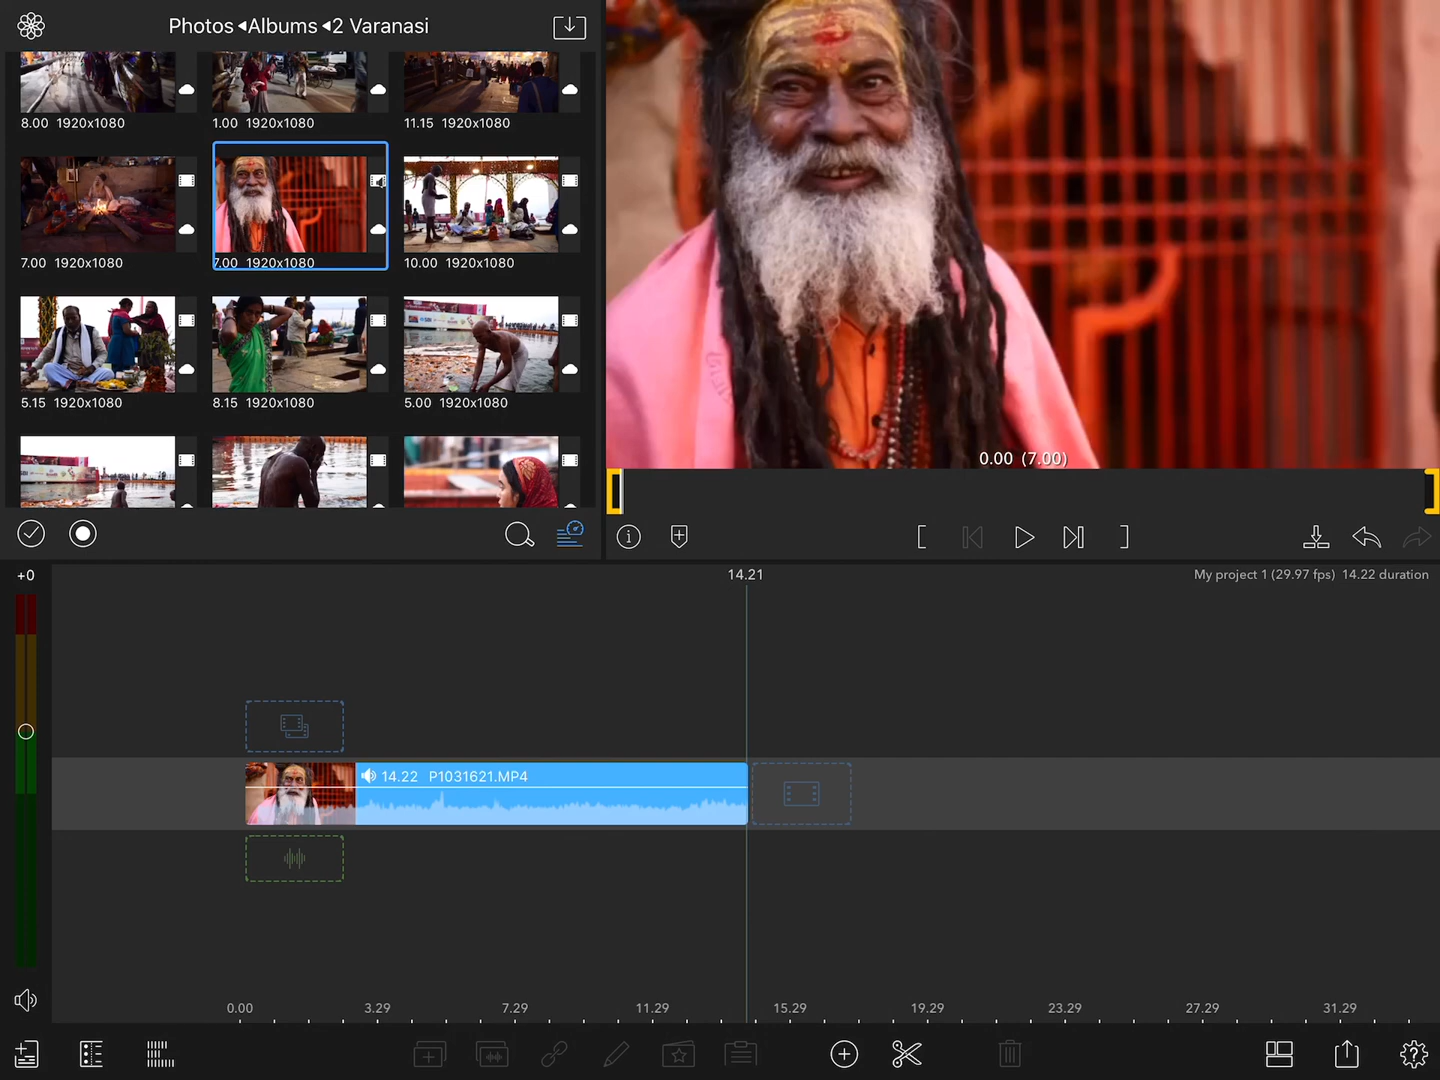 Photos ◂Albums ◂2 Varanasi
8.00 1920x1080
1.00 1920x1080
11.15 1920x1080
7.00 1920x1080
7.00 1920x1080
10.00 1920x1080
5.15 1920x1080
8.15 1920x1080
5.00 1920x1080
0.00 (7.00)
+0
14.21
My project 1 (29.97 fps) 14.22 duration
14.22 P1031621.MP4
0.00 3.29 7.29 11.29 15.29 19.29 23.29 27.29 31.29